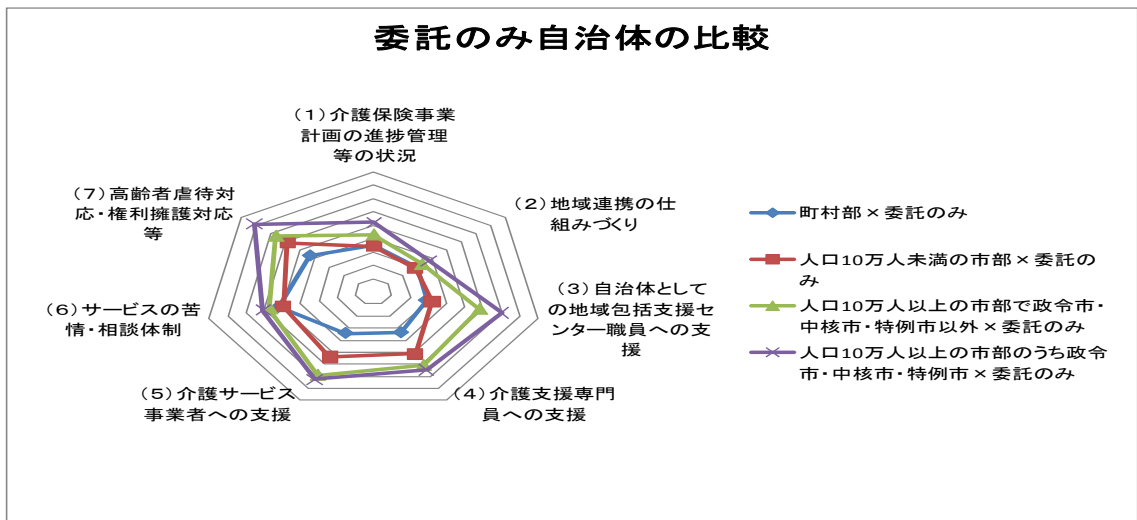 委託のみ自治体の比較
(1)介護保険事業
計画の進捗管理
等の状況
(2)地域連携の仕
組みづくり
(3)自治体として
の地域包括支援セ
ンター職員への支
援
(4)介護支援専門
員への支援
(5)介護サービス
事業者への支援
(6)サービスの苦
情・相談体制
(7)高齢者虐待対
応・権利擁護対応
等
町村部×委託のみ
人口10万人未満の市部×委託の
み
人口10万人以上の市部で政令市・
中核市・特例市以外×委託のみ
人口10万人以上の市部のうち政令
市・中核市・特例市×委託のみ